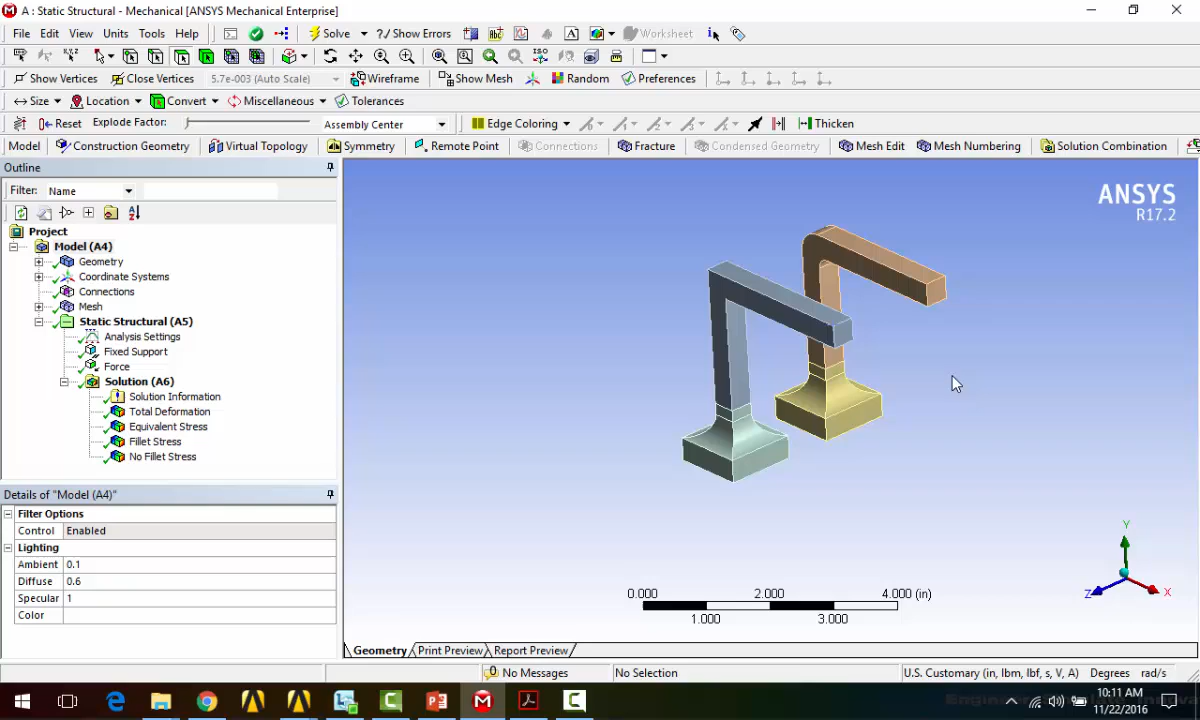 A : Static Structural - Mechanical [ANSYS Mechanical Enterprise]
File Edit View Units Tools Help Solve ?/ Show Errors Worksheet
Show Vertices Close Vertices 5.7e-003 (Auto Scale) Wireframe Show Mesh Random Preferences
Size Location Convert Miscellaneous Tolerances
Reset Explode Factor: Assembly Center Edge Coloring Thicken
Model Construction Geometry Virtual Topology Symmetry Remote Point Connections Fracture Condensed Geometry Mesh Edit Mesh Numbering Solution Combination
Outline
Filter: Name
Project
Model (A4)
Geometry
Coordinate Systems
Connections
Mesh
Static Structural (A5)
Analysis Settings
Fixed Support
Force
Solution (A6)
Solution Information
Total Deformation
Equivalent Stress
Fillet Stress
No Fillet Stress
Details of "Model (A4)"
Filter Options
Control Enabled
Lighting
Ambient 0.1
Diffuse 0.6
Specular 1
Color
ANSYS
R17.2
Y
Z
X
0.000 2.000 4.000 (in)
1.000 3.000
Geometry Print Preview Report Preview
No Messages No Selection U.S. Customary (in, lbm, lbf, s, V, A) Degrees rad/s
10:11 AM
11/22/2016